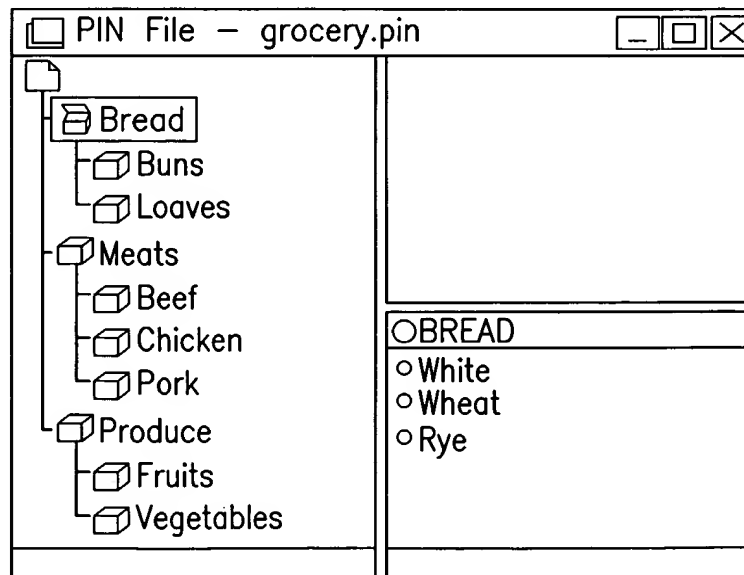 PIN File – grocery.pin
Bread
Buns
Loaves
Meats
Beef
Chicken
Pork
Produce
Fruits
Vegetables
BREAD
White
Wheat
Rye